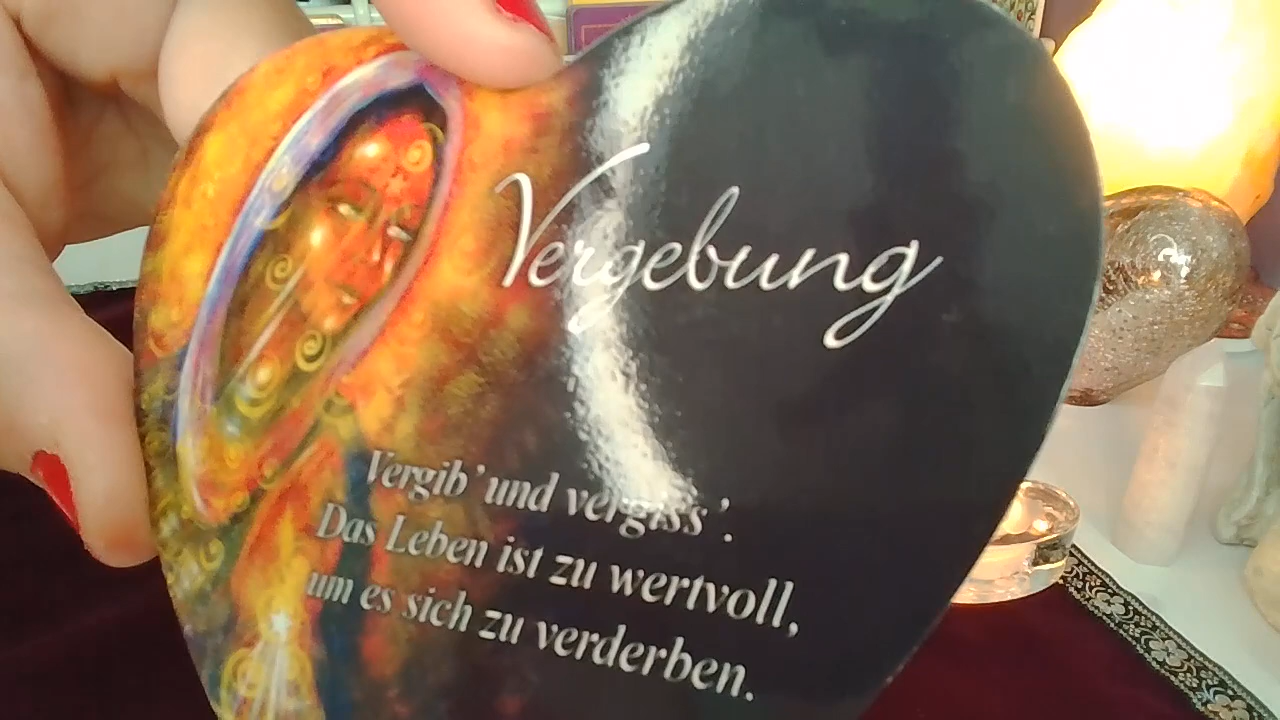 Vergebung
Vergib' und vergiss'.
Das Leben ist zu wertvoll,
um es sich zu verderben.